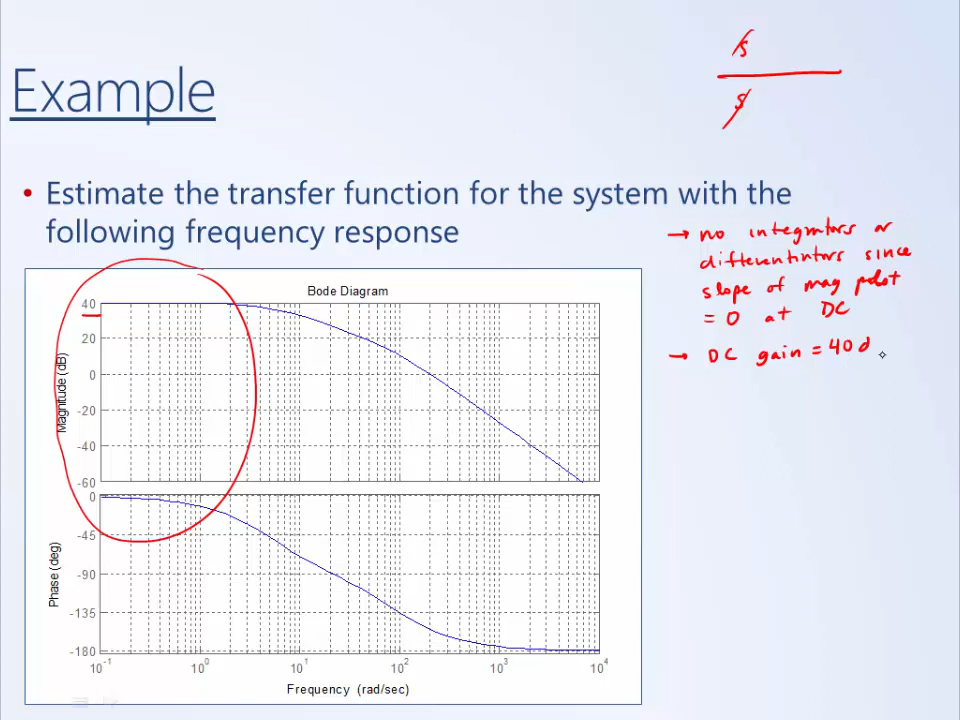 s
s
Example
• Estimate the transfer function for the system with the
following frequency response
→ no integrators or
differentintors since
slope of mag plot
= 0 at DC
→ DC gain = 40 d
Bode Diagram
Magnitude (dB)
40
20
0
-20
-40
-60
Phase (deg)
0
-45
-90
-135
-180
10^-1 10^0 10^1 10^2 10^3 10^4
Frequency (rad/sec)